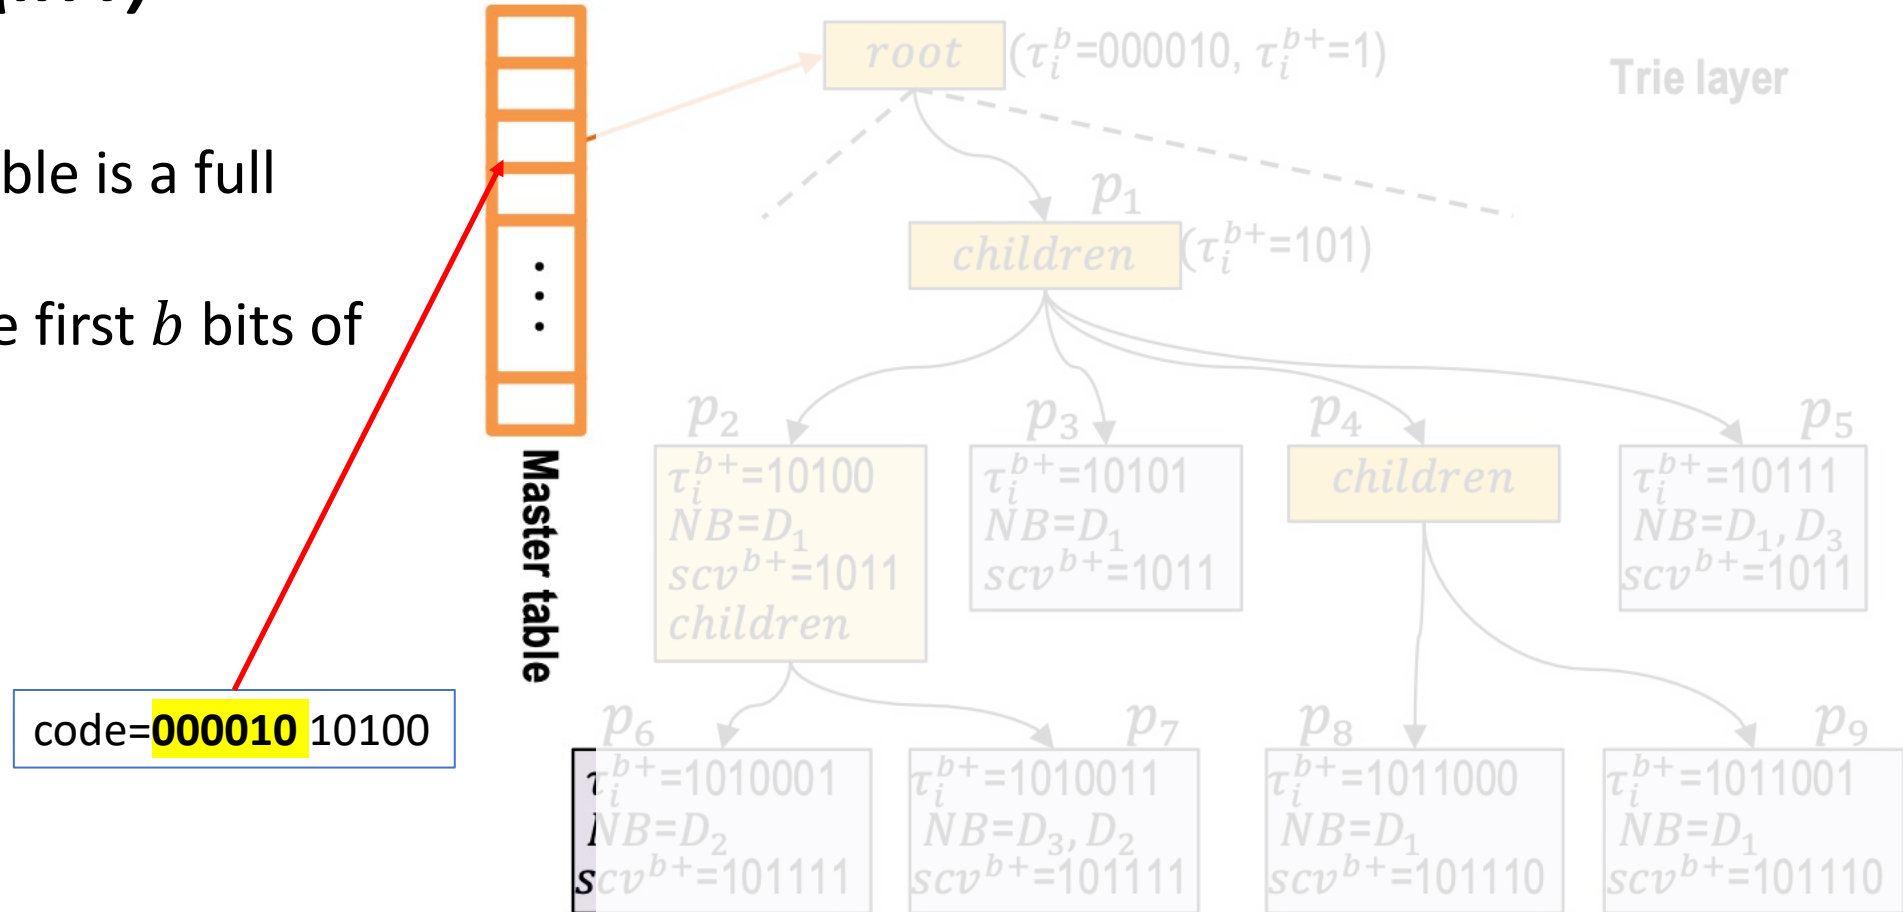 ble is a full
e first b bits of
code=000010 10100
Master table
Trie layer
root (τᵢᵇ=000010, τᵢᵇ⁺=1)
p₁
children (τᵢᵇ⁺=101)
p₂
τᵢᵇ⁺=10100
NB=D₁
scvᵇ⁺=1011
children
p₃
τᵢᵇ⁺=10101
NB=D₁
scvᵇ⁺=1011
p₄
children
p₅
τᵢᵇ⁺=10111
NB=D₁, D₃
scvᵇ⁺=1011
p₆
τᵢᵇ⁺=1010001
NB=D₂
scvᵇ⁺=101111
p₇
τᵢᵇ⁺=1010011
NB=D₃, D₂
scvᵇ⁺=101111
p₈
τᵢᵇ⁺=1011000
NB=D₁
scvᵇ⁺=101110
p₉
τᵢᵇ⁺=1011001
NB=D₁
scvᵇ⁺=101110